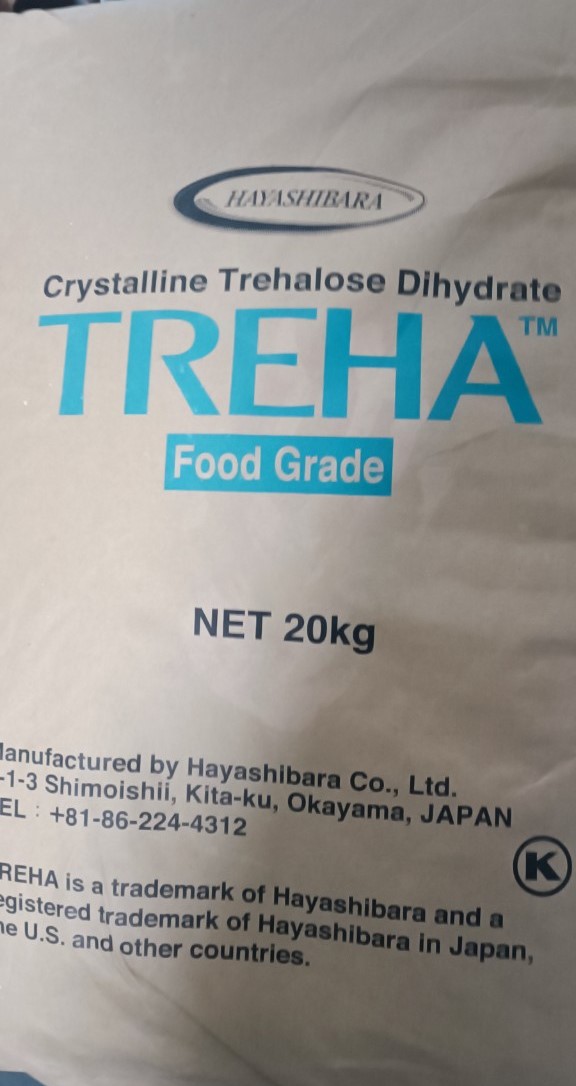 HAYASHIBARA
Crystalline Trehalose Dihydrate
TREHA™
Food Grade
NET 20kg
anufactured by Hayashibara Co., Ltd.
-1-3 Shimoishii, Kita-ku, Okayama, JAPAN
EL : +81-86-224-4312
K
REHA is a trademark of Hayashibara and a
egistered trademark of Hayashibara in Japan,
he U.S. and other countries.